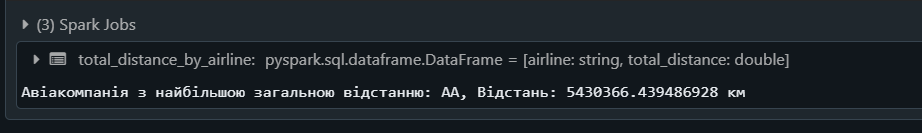 (3) Spark Jobs
total_distance_by_airline: pyspark.sql.dataframe.DataFrame = [airline: string, total_distance: double]
Авіакомпанія з найбільшою загальною відстанню: AA, Відстань: 5430366.439486928 км